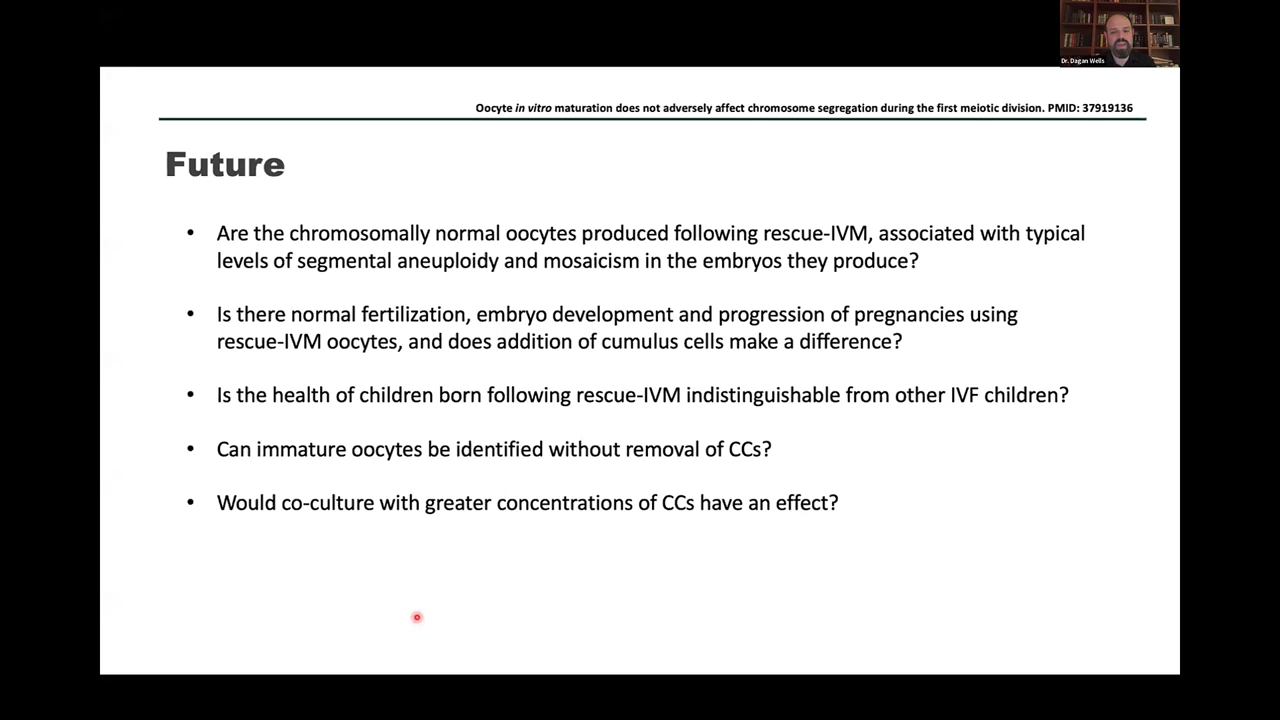 Dr. Dagan Wells
Oocyte in vitro maturation does not adversely affect chromosome segregation during the first meiotic division. PMID: 37919136
Future
• Are the chromosomally normal oocytes produced following rescue-IVM, associated with typical
levels of segmental aneuploidy and mosaicism in the embryos they produce?
• Is there normal fertilization, embryo development and progression of pregnancies using
rescue-IVM oocytes, and does addition of cumulus cells make a difference?
• Is the health of children born following rescue-IVM indistinguishable from other IVF children?
• Can immature oocytes be identified without removal of CCs?
• Would co-culture with greater concentrations of CCs have an effect?